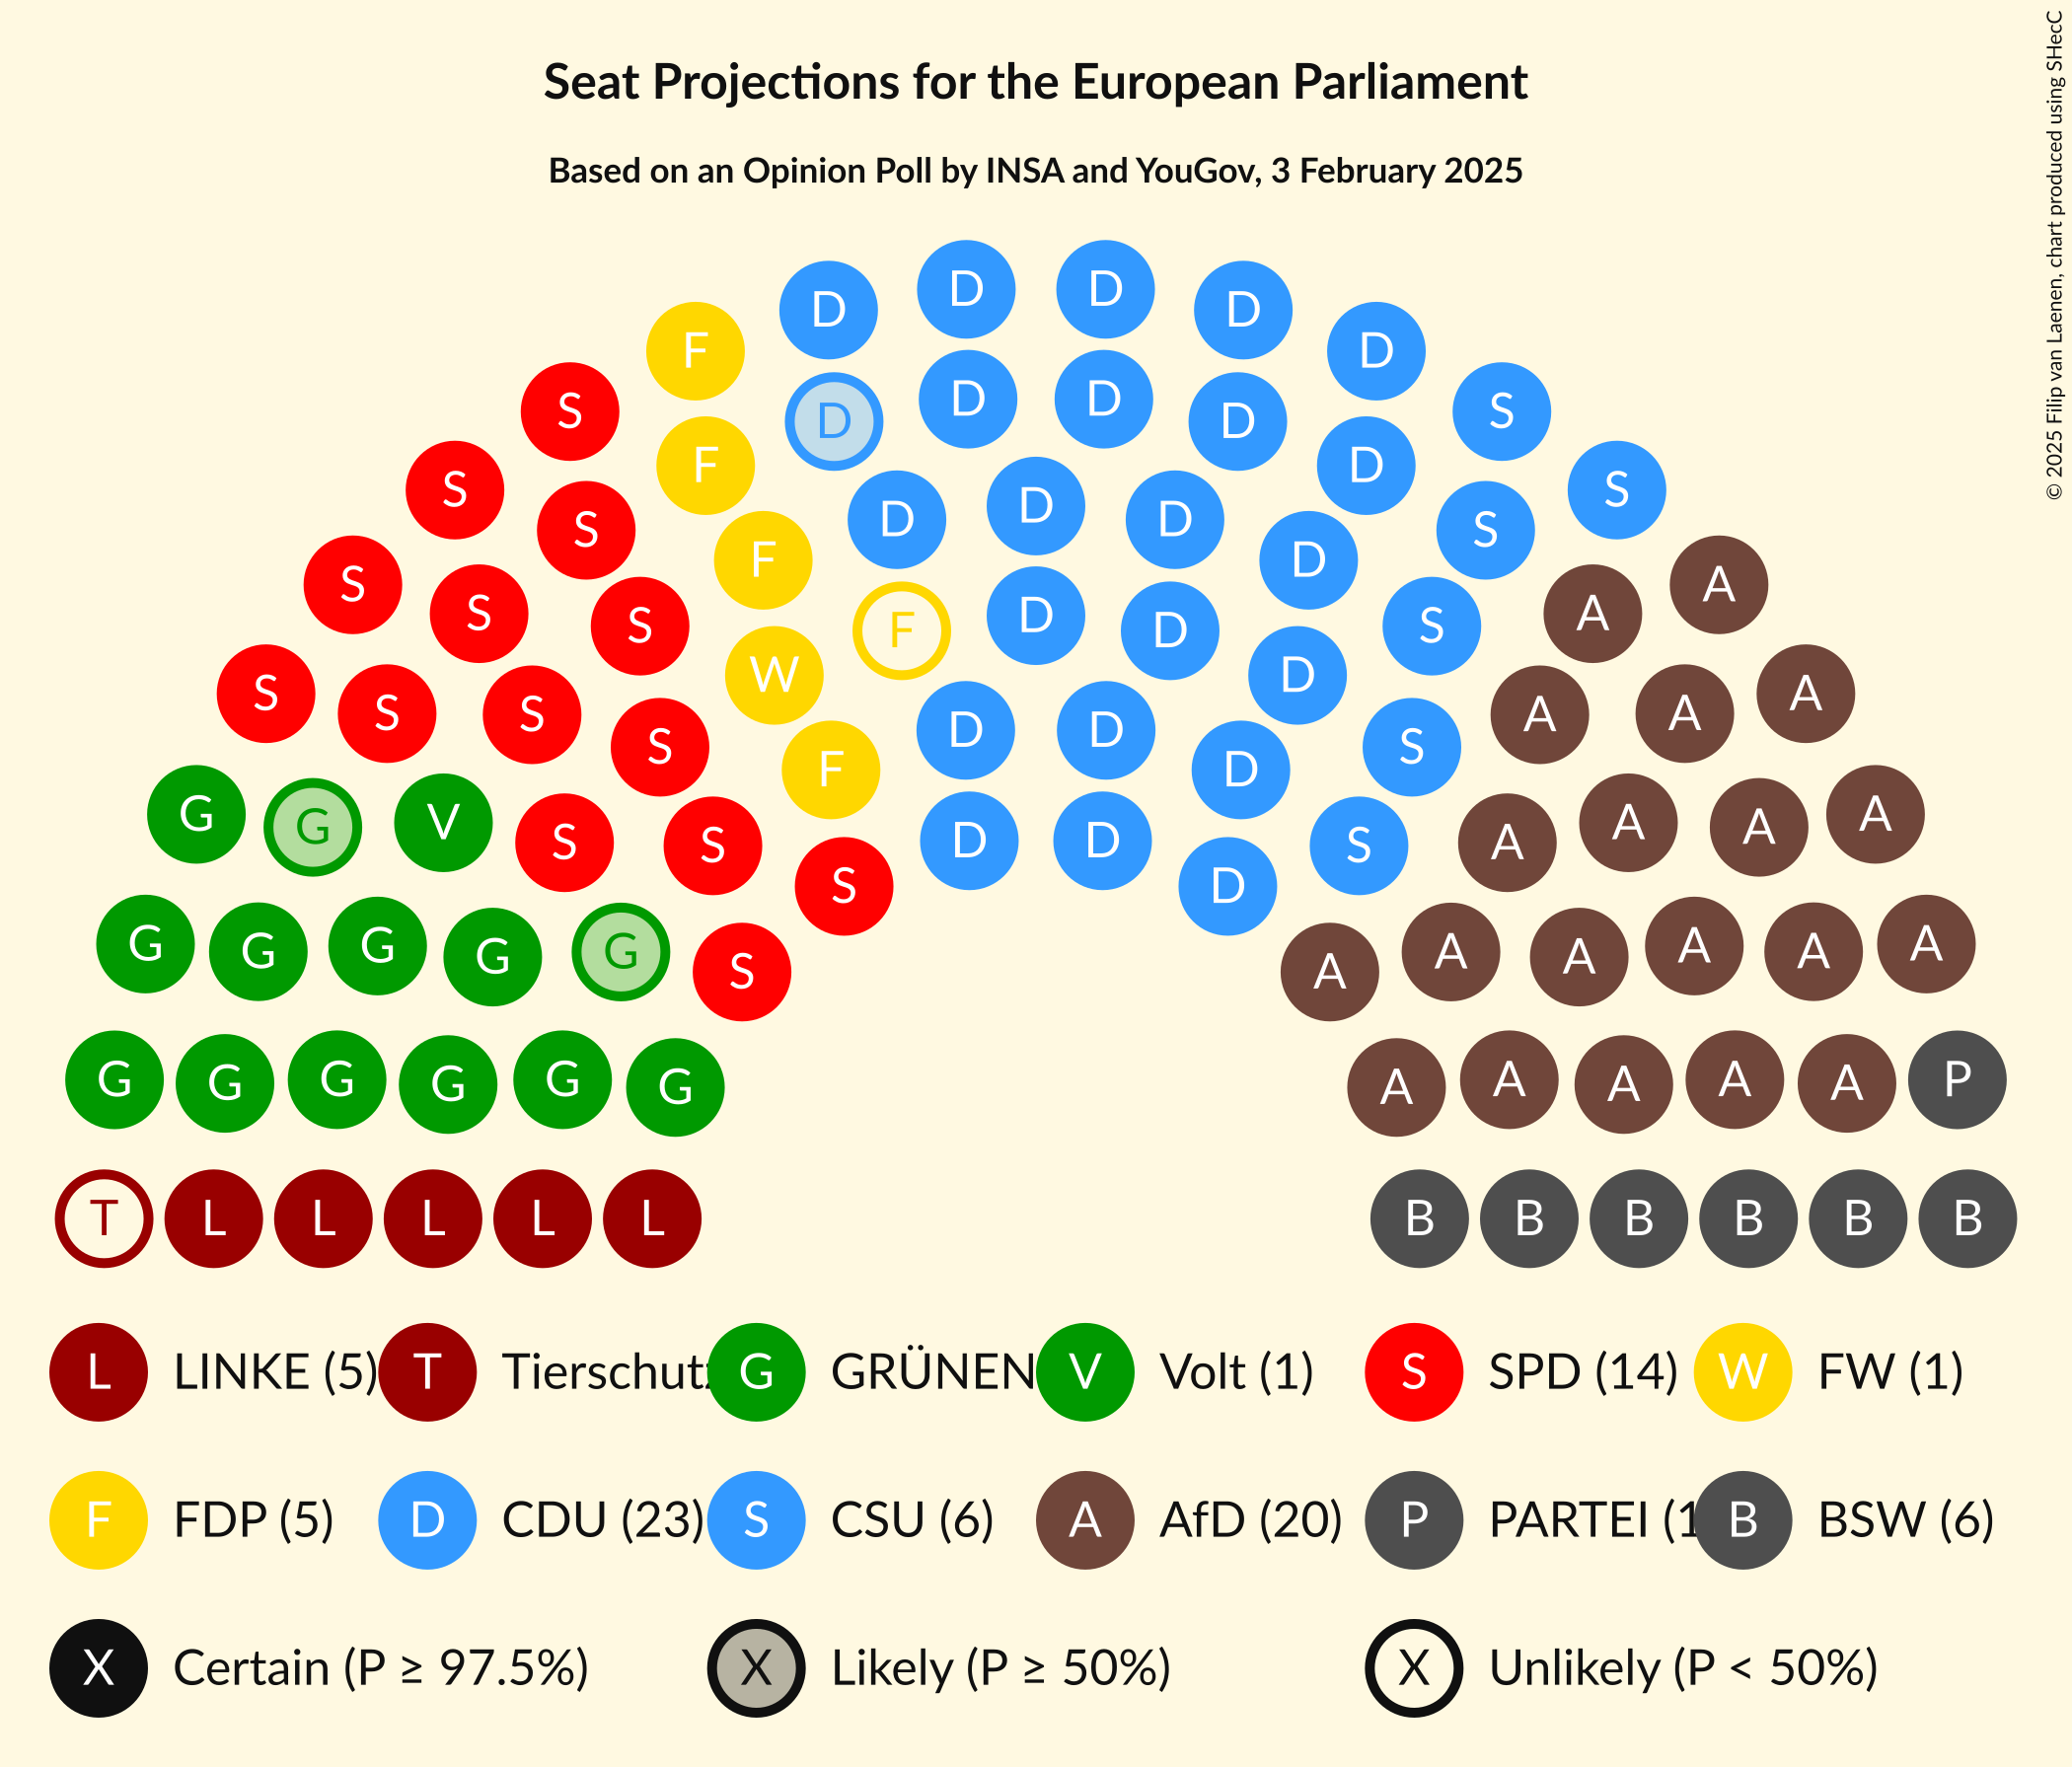 Seat Projections for the European Parliament
Based on an Opinion Poll by INSA and YouGov, 3 February 2025
© 2025 Filip van Laenen, chart produced using SHecC
D D D D
F D
D D
S D D S
F D
S D D D S
S S
F D
S A
S A
S F D D S
W D
S A
S S A A
D D
S S
F D
G A
G V A A
S A
D D
S S
S D
G A
G G A A
G G A A
S A
G G A P
G G A A
G G A A
T L L L L L B B B B B B
L LINKE (5) T Tierschutz G GRÜNEN V Volt (1) S SPD (14) W FW (1)
F FDP (5) D CDU (23) S CSU (6) A AfD (20) P PARTEI (1 B BSW (6)
X Certain (P ≥ 97.5%) X Likely (P ≥ 50%) X Unlikely (P < 50%)